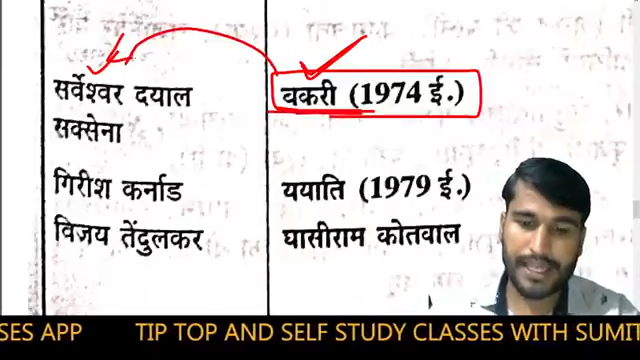 सर्वेश्वर दयाल वकरी (1974 ई.)
सक्सेना
गिरीश कर्नाड ययाति (1979 ई.)
विजय तेंदुलकर घासीराम कोतवाल
SES APP TIP TOP AND SELF STUDY CLASSES WITH SUMIT